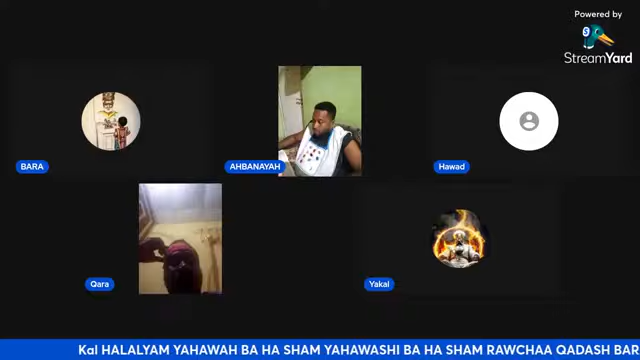 Powered by
StreamYard
BARA
AHBANAYAH
Hawad
Qara
Yakal
Kal HALALYAM YAHAWAH BA HA SHAM YAHAWASHI BA HA SHAM RAWCHAA QADASH BAR